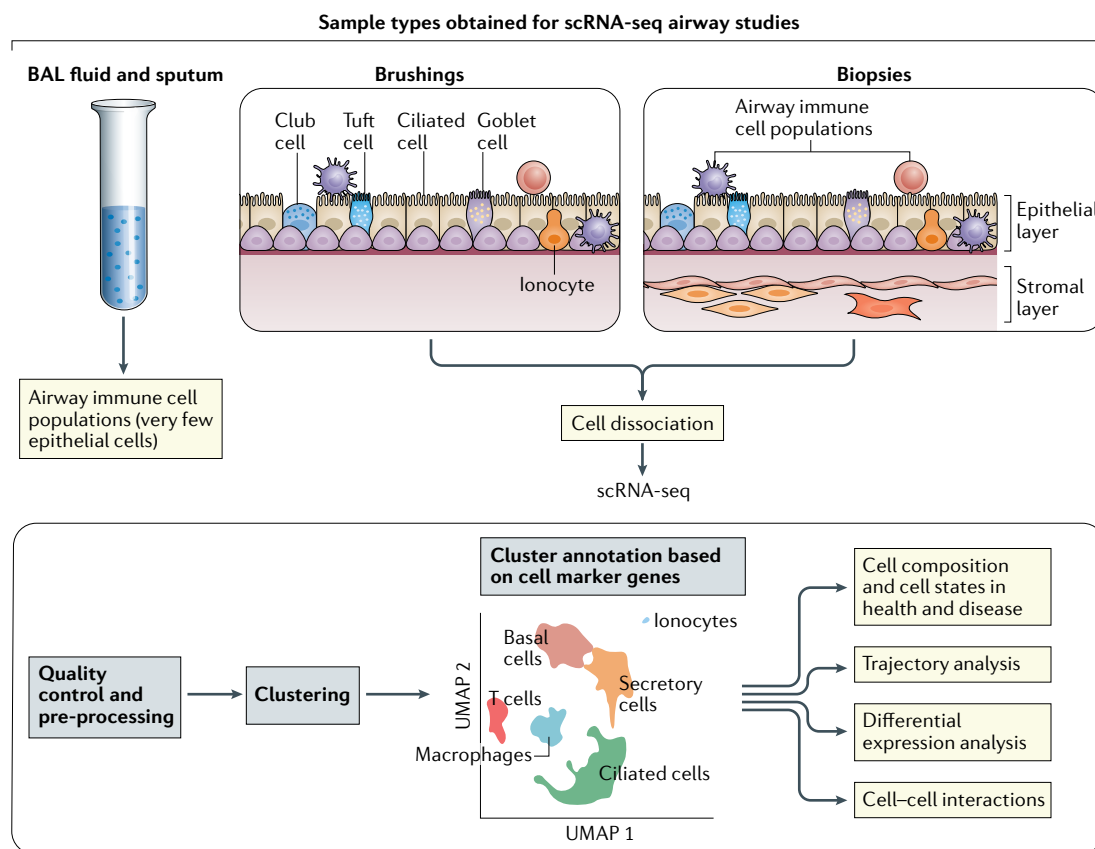 Sample types obtained for scRNA-seq airway studies
BAL fluid and sputum
Brushings
Biopsies
Club
cell
Tuft
cell
Ciliated
cell
Goblet
cell
Ionocyte
Airway immune
cell populations
Epithelial
layer
Stromal
layer
Airway immune cell
populations (very few
epithelial cells)
Cell dissociation
scRNA-seq
Quality
control and
pre-processing
Clustering
Cluster annotation based
on cell marker genes
UMAP 2
Basal
cells
Ionocytes
Secretory
cells
T cells
Macrophages
Ciliated cells
UMAP 1
Cell composition
and cell states in
health and disease
Trajectory analysis
Differential
expression analysis
Cell–cell interactions